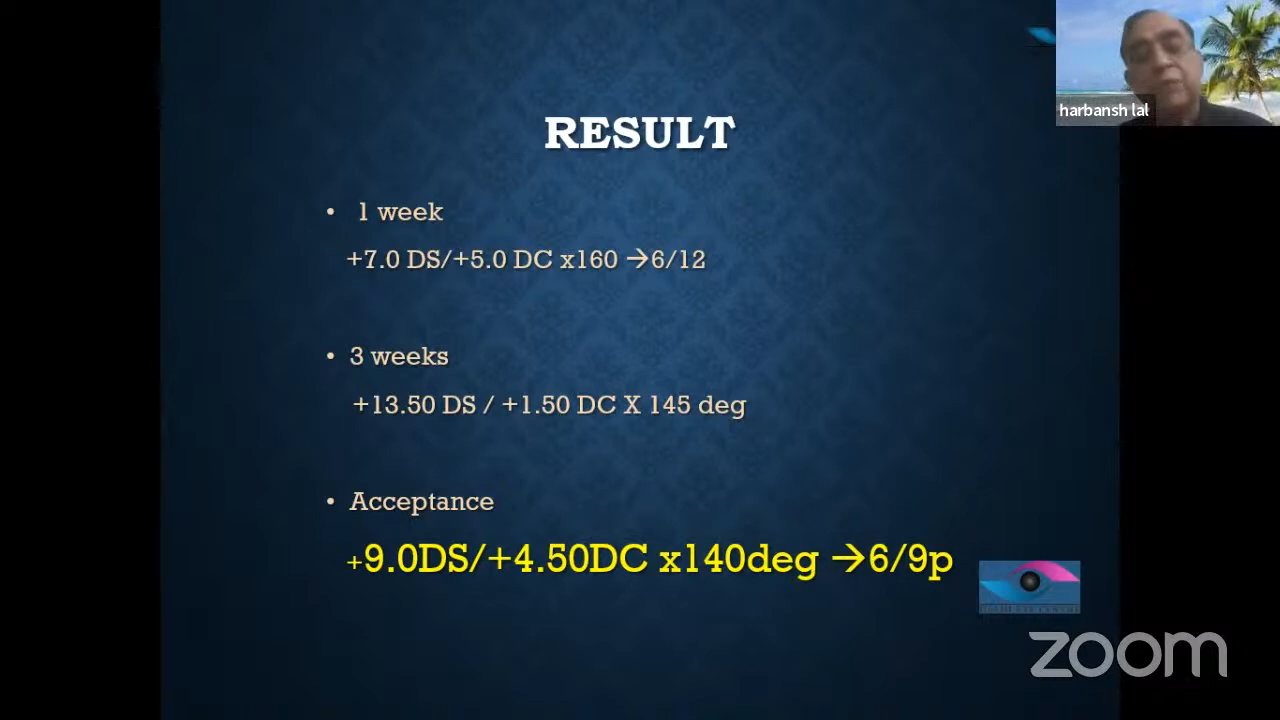 harbansh lal
RESULT
• 1 week
+7.0 DS/+5.0 DC x160 →6/12
• 3 weeks
+13.50 DS / +1.50 DC X 145 deg
• Acceptance
+9.0DS/+4.50DC x140deg →6/9p
zoom